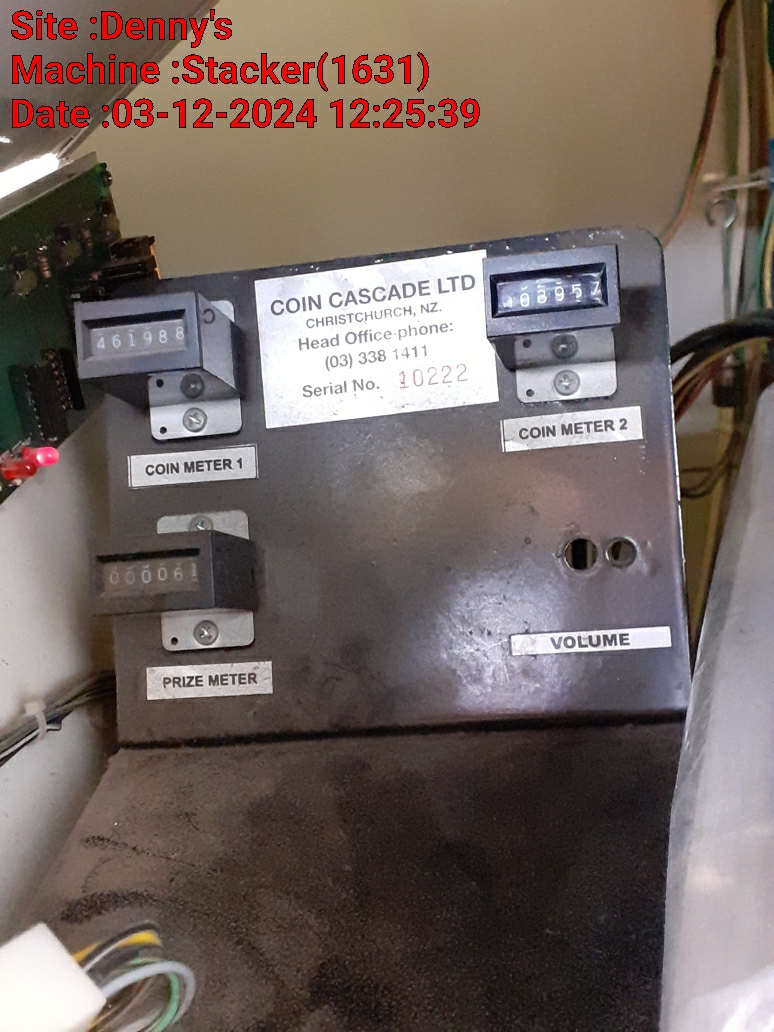 Site :Denny's
Machine :Stacker(1631)
Date :03-12-2024 12:25:39
COIN CASCADE LTD
CHRISTCHURCH, NZ.
Head Office phone:
(03) 338 1411
Serial No. 10222
461988
COIN METER 1
COIN METER 2
000061
PRIZE METER
VOLUME